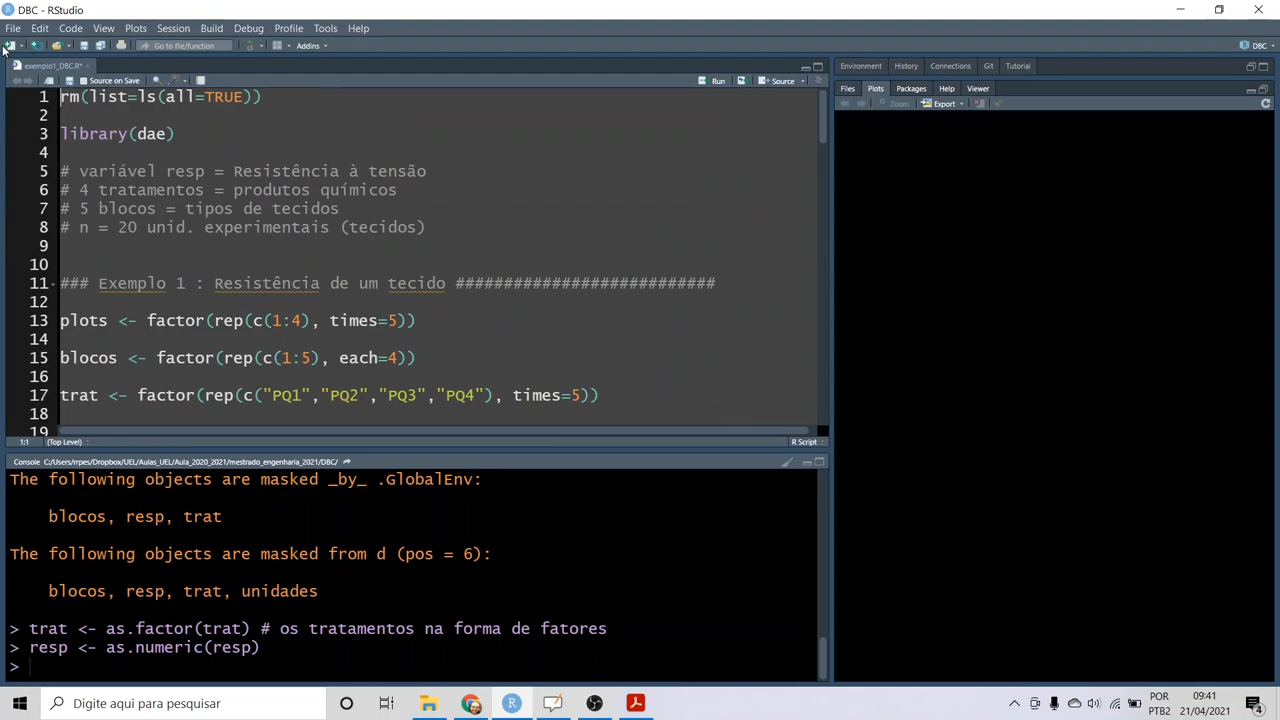 DBC - RStudio
File Edit Code View Plots Session Build Debug Profile Tools Help
Go to file/function Addins DBC
exemplo1_DBC.R*
Source on Save Run Source
1 rm(list=ls(all=TRUE))
2
3 library(dae)
4
5 # variável resp = Resistência à tensão
6 # 4 tratamentos = produtos químicos
7 # 5 blocos = tipos de tecidos
8 # n = 20 unid. experimentais (tecidos)
9
10
11 ### Exemplo 1 : Resistência de um tecido ###########################
12
13 plots <- factor(rep(c(1:4), times=5))
14
15 blocos <- factor(rep(c(1:5), each=4))
16
17 trat <- factor(rep(c("PQ1","PQ2","PQ3","PQ4"), times=5))
18
19
1:1 (Top Level) R Script
Console C:/Users/rrpes/Dropbox/UEL/Aulas_UEL/Aula_2020_2021/mestrado_engenharia_2021/DBC/
The following objects are masked _by_ .GlobalEnv:
blocos, resp, trat
The following objects are masked from d (pos = 6):
blocos, resp, trat, unidades
> trat <- as.factor(trat) # os tratamentos na forma de fatores
> resp <- as.numeric(resp)
>
Environment History Connections Git Tutorial
Files Plots Packages Help Viewer
Zoom Export
Digite aqui para pesquisar
POR
PTB2
09:41
21/04/2021
4